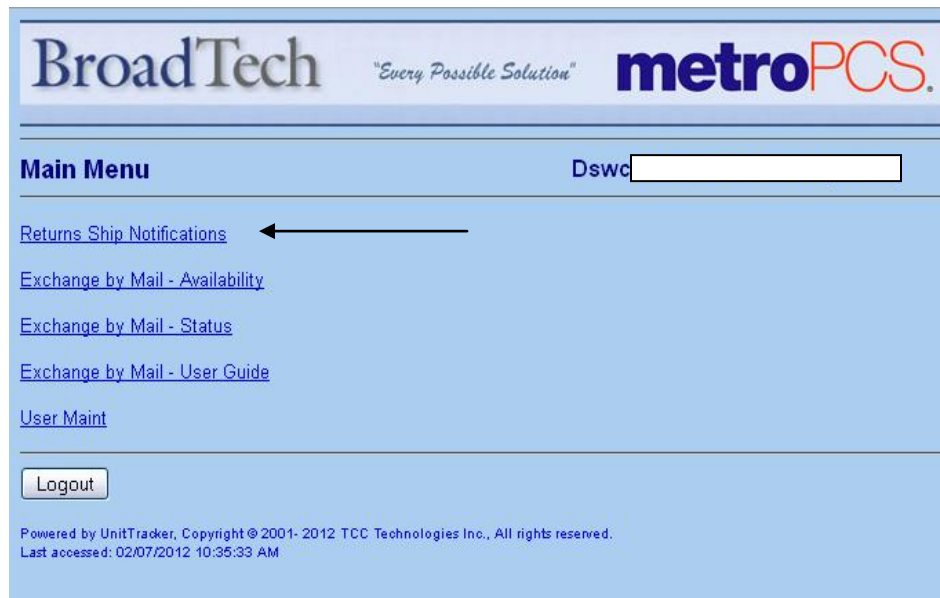 BroadTech "Every Possible Solution" metroPCS.
Main Menu Dswc
Returns Ship Notifications
Exchange by Mail - Availability
Exchange by Mail - Status
Exchange by Mail - User Guide
User Maint
Logout
Powered by UnitTracker, Copyright © 2001- 2012 TCC Technologies Inc., All rights reserved.
Last accessed: 02/07/2012 10:35:33 AM